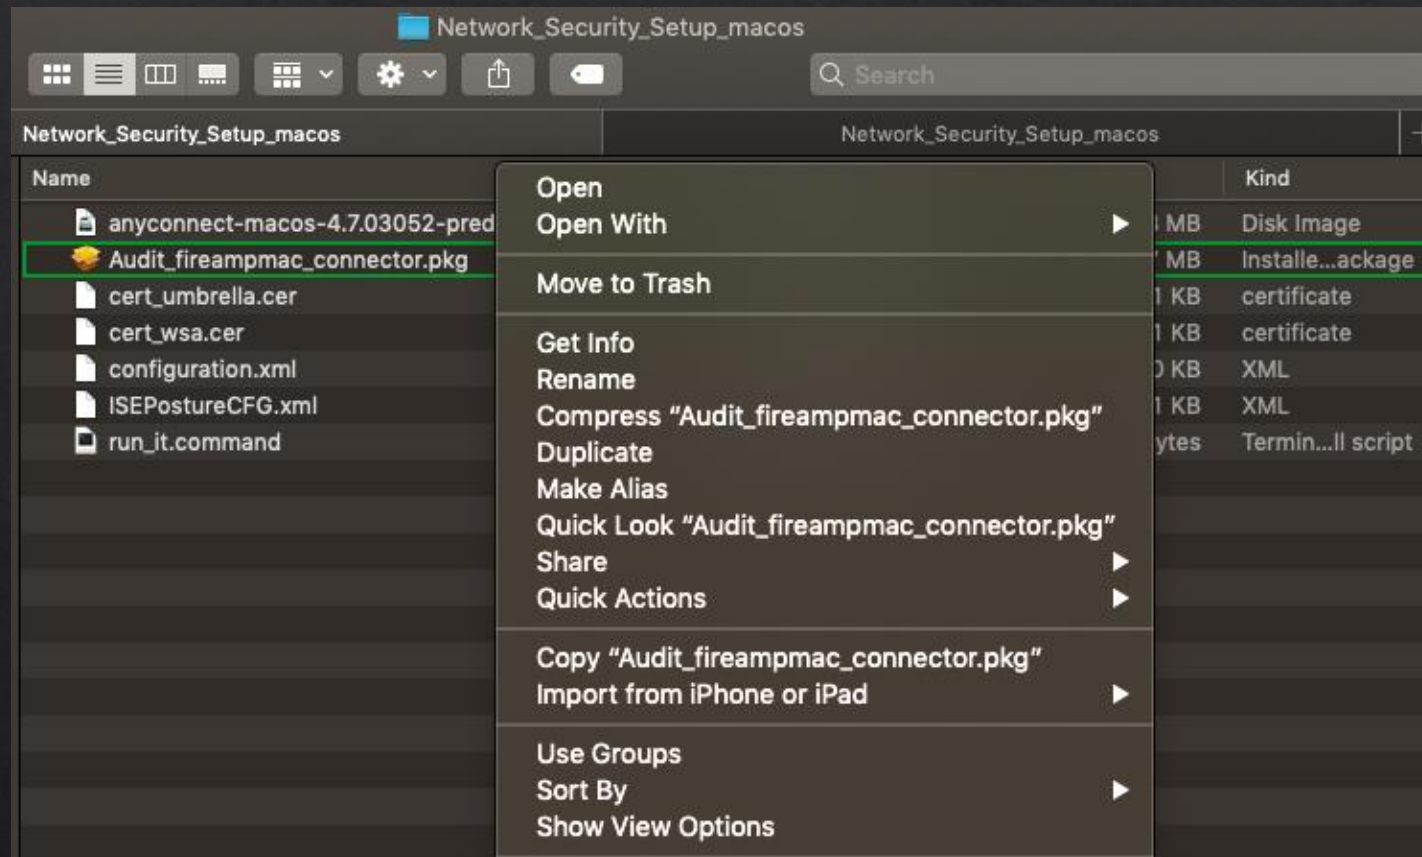 Network_Security_Setup_macos
Search
Network_Security_Setup_macos
Network_Security_Setup_macos
Name
Kind
anyconnect-macos-4.7.03052-pred
MB
Disk Image
Audit_fireampmac_connector.pkg
MB
Installe...ackage
cert_umbrella.cer
1 KB
certificate
cert_wsa.cer
1 KB
certificate
configuration.xml
KB
XML
ISEPostureCFG.xml
1 KB
XML
run_it.command
ytes
Termin...ll script
Open
Open With
Move to Trash
Get Info
Rename
Compress “Audit_fireampmac_connector.pkg”
Duplicate
Make Alias
Quick Look “Audit_fireampmac_connector.pkg”
Share
Quick Actions
Copy “Audit_fireampmac_connector.pkg”
Import from iPhone or iPad
Use Groups
Sort By
Show View Options